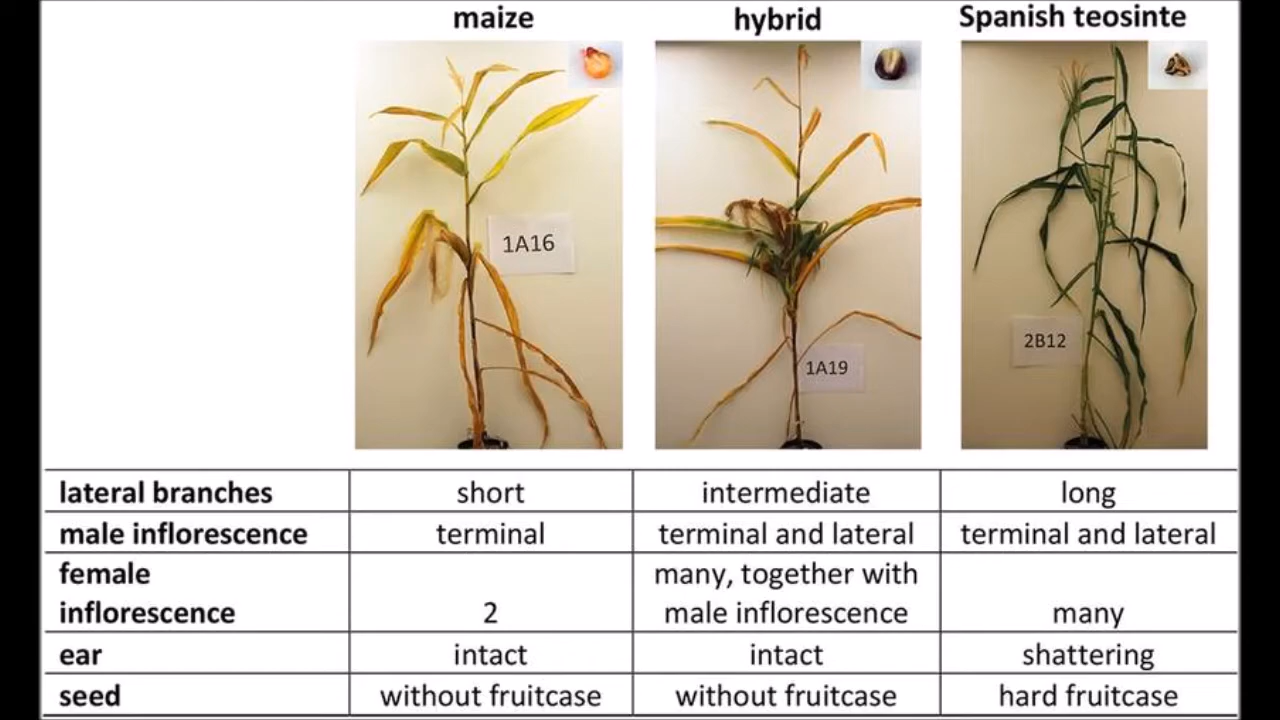 maize hybrid Spanish teosinte
1A16
1A19
2B12
lateral branches short intermediate long
male inflorescence terminal terminal and lateral terminal and lateral
female many, together with
inflorescence 2 male inflorescence many
ear intact intact shattering
seed without fruitcase without fruitcase hard fruitcase